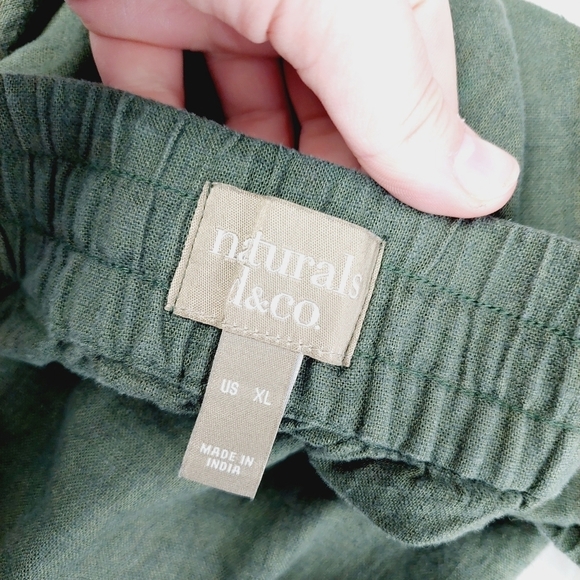 naturals
d&co.
US XL
MADE IN
INDIA